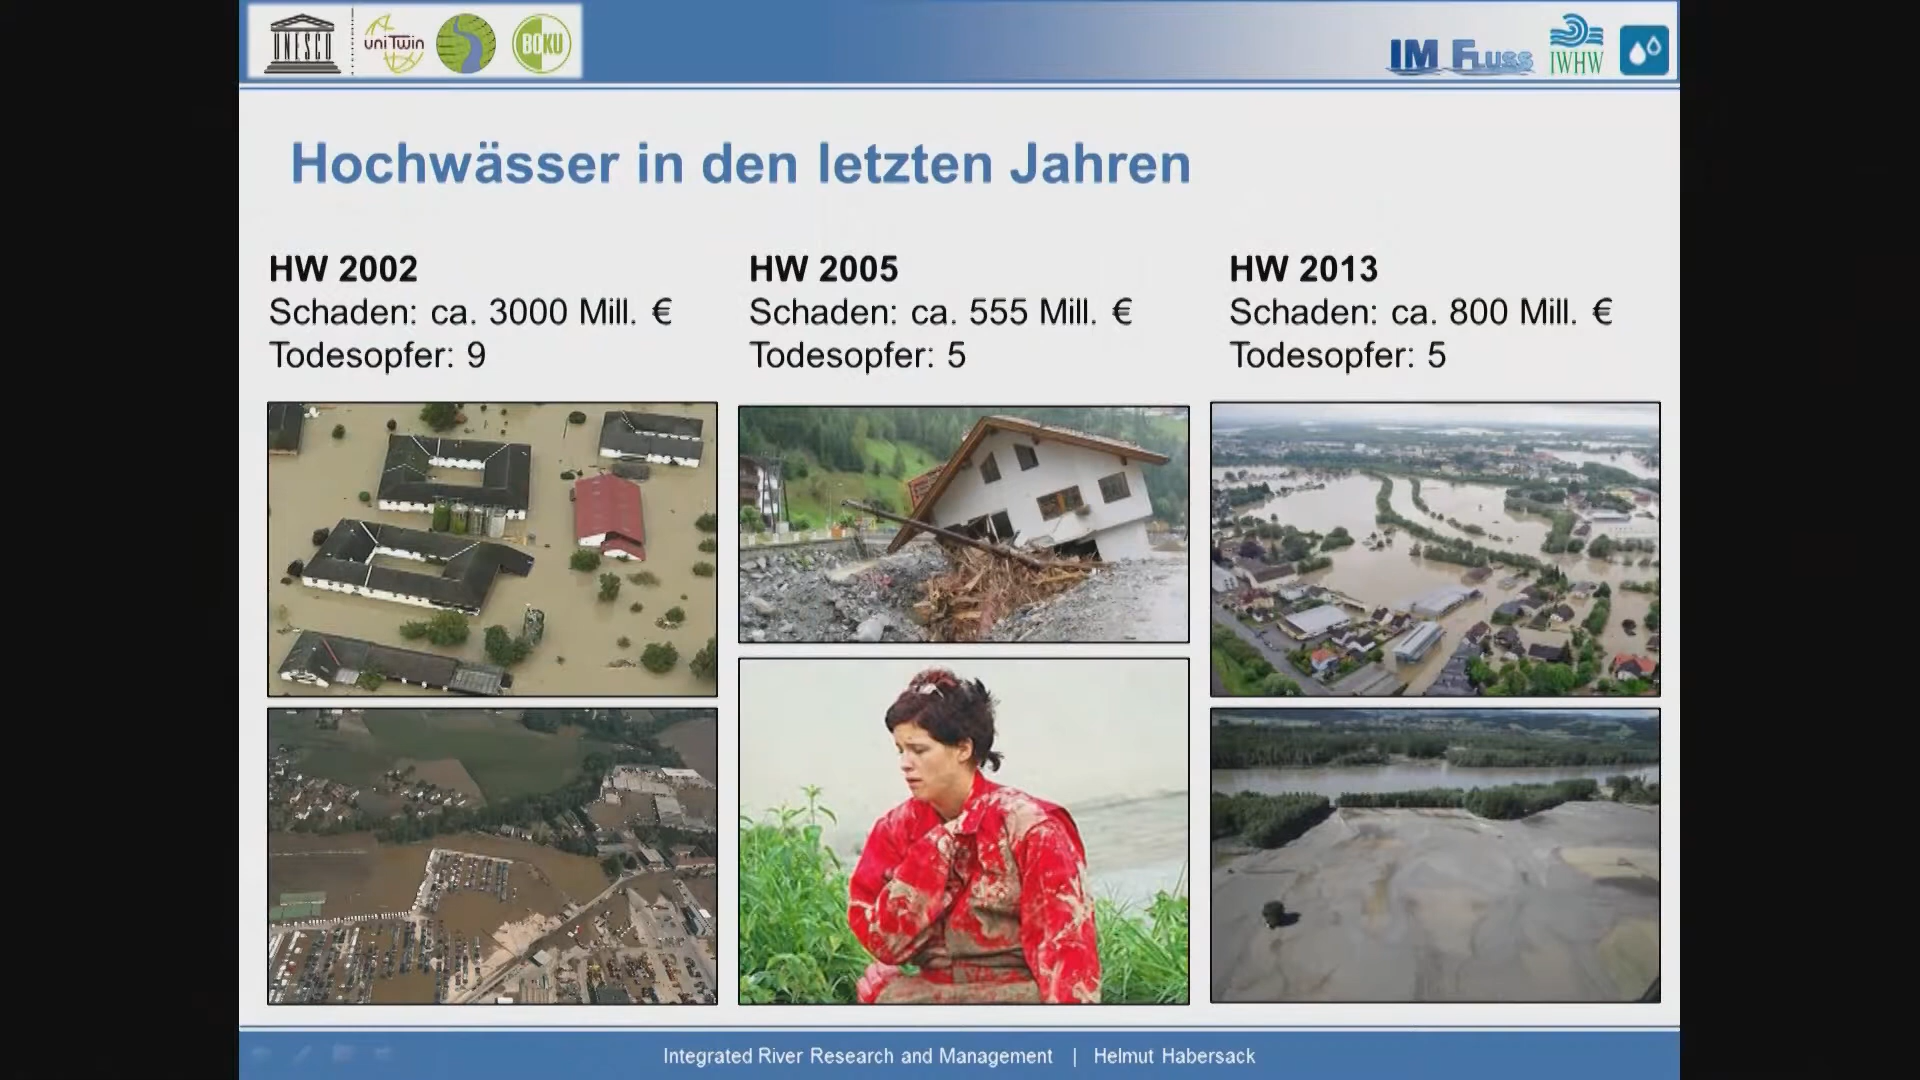 UNESCO
uniTwin
BOKU
IM Fluss
IWHW
Hochwässer in den letzten Jahren
HW 2002
Schaden: ca. 3000 Mill. €
Todesopfer: 9
HW 2005
Schaden: ca. 555 Mill. €
Todesopfer: 5
HW 2013
Schaden: ca. 800 Mill. €
Todesopfer: 5
Integrated River Research and Management | Helmut Habersack